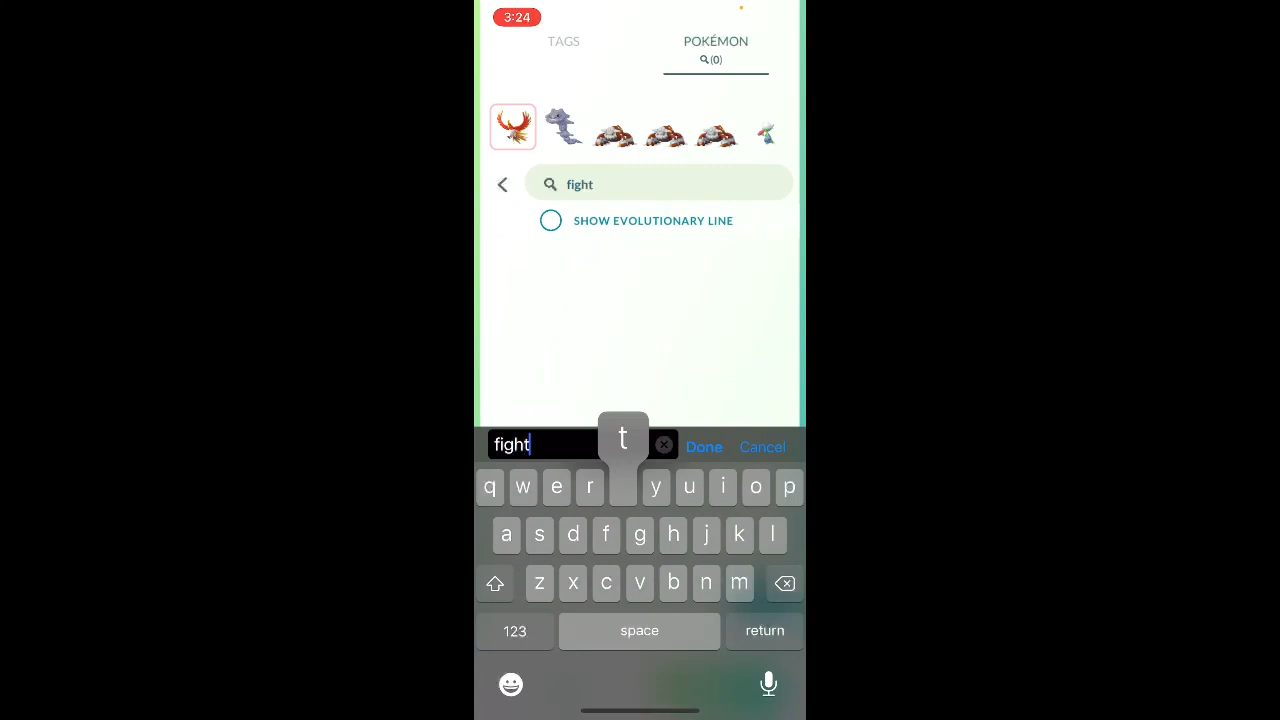 3:24
TAGS
POKÉMON
(0)
fight
SHOW EVOLUTIONARY LINE
fight
t
Done
Cancel
q w e r y u i o p
a s d f g h j k l
z x c v b n m
123
space
return